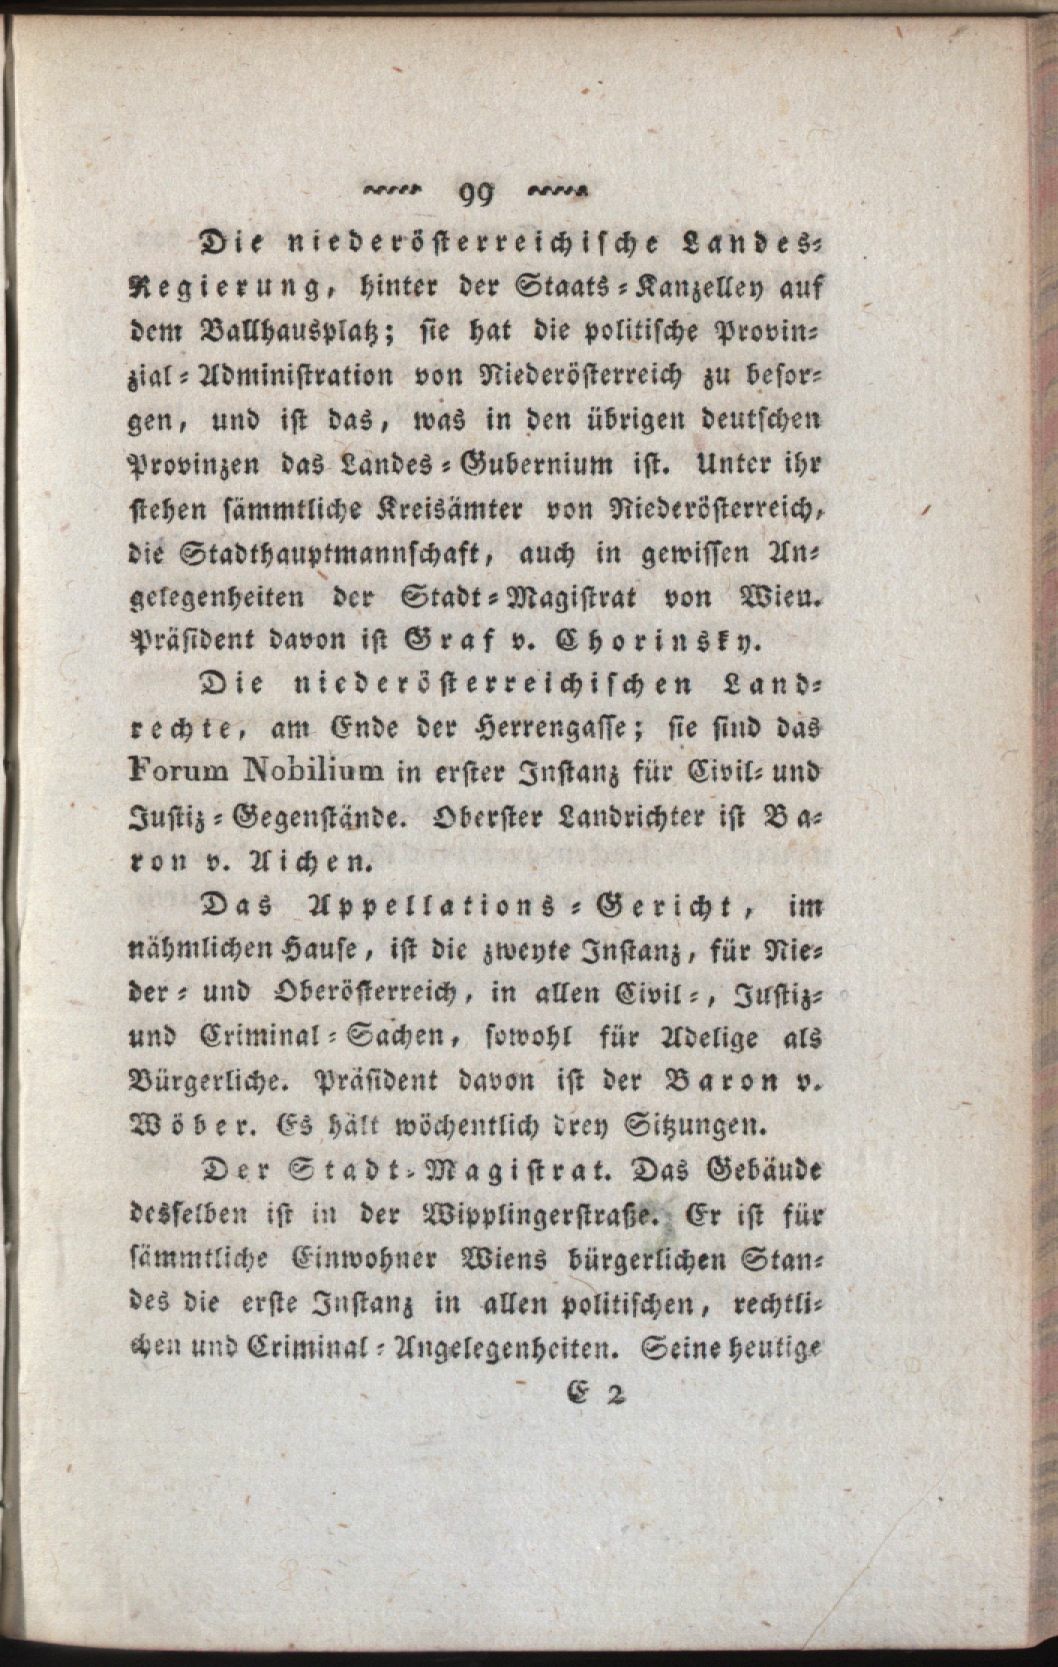 99
Die niederösterreichische Landes-
Regierung, hinter der Staats-Kanzelley auf
dem Ballhausplatz; sie hat die politische Provin-
zial-Administration von Niederösterreich zu besor-
gen, und ist das, was in den übrigen deutschen
Provinzen das Landes-Gubernium ist. Unter ihr
stehen sämmtliche Kreisämter von Niederösterreich,
die Stadthauptmannschaft, auch in gewissen An-
gelegenheiten der Stadt-Magistrat von Wien.
Präsident davon ist Graf v. Chorinsky.
Die niederösterreichischen Land-
rechte, am Ende der Herrengasse; sie sind das
Forum Nobilium in erster Instanz für Civil- und
Justiz-Gegenstände. Oberster Landrichter ist Ba-
ron v. Aichen.
Das Appellations-Gericht, im
nähmlichen Hause, ist die zweyte Instanz, für Nie-
der- und Oberösterreich, in allen Civil-, Justiz-
und Criminal-Sachen, sowohl für Adelige als
Bürgerliche. Präsident davon ist der Baron v.
Wöber. Es hält wöchentlich drey Sitzungen.
Der Stadt-Magistrat. Das Gebäude
desselben ist in der Wipplingerstraße. Er ist für
sämmtliche Einwohner Wiens bürgerlichen Stan-
des die erste Instanz in allen politischen, rechtli-
chen und Criminal-Angelegenheiten. Seine heutige
E 2